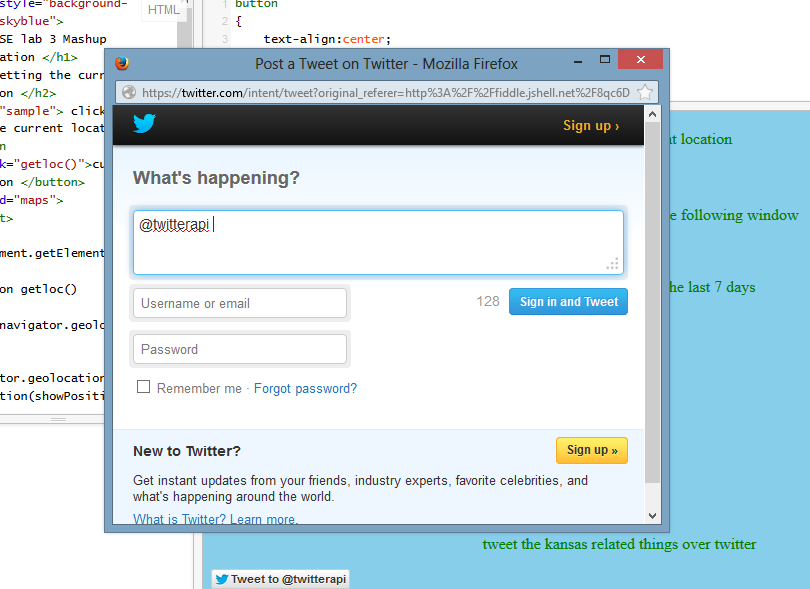 style="background-
skyblue">
SE lab 3 Mashup
ation </h1>
etting the curr
on </h2>
"sample"> click
e current locat
n
k="getloc()">cu
on </button>
d="maps">
t>
ment.getElement
on getloc()
navigator.geolo
tor.geolocation
tion(showPositi
HTML
1 button
2 {
3 text-align:center;
Post a Tweet on Twitter - Mozilla Firefox
https://twitter.com/intent/tweet?original_referer=http%3A%2F%2Ffiddle.jshell.net%2F8qc6D
Sign up ›
What's happening?
@twitterapi
Username or email
128
Sign in and Tweet
Password
Remember me · Forgot password?
New to Twitter?
Sign up »
Get instant updates from your friends, industry experts, favorite celebrities, and
what's happening around the world.
What is Twitter? Learn more.
t location
e following window
he last 7 days
tweet the kansas related things over twitter
Tweet to @twitterapi